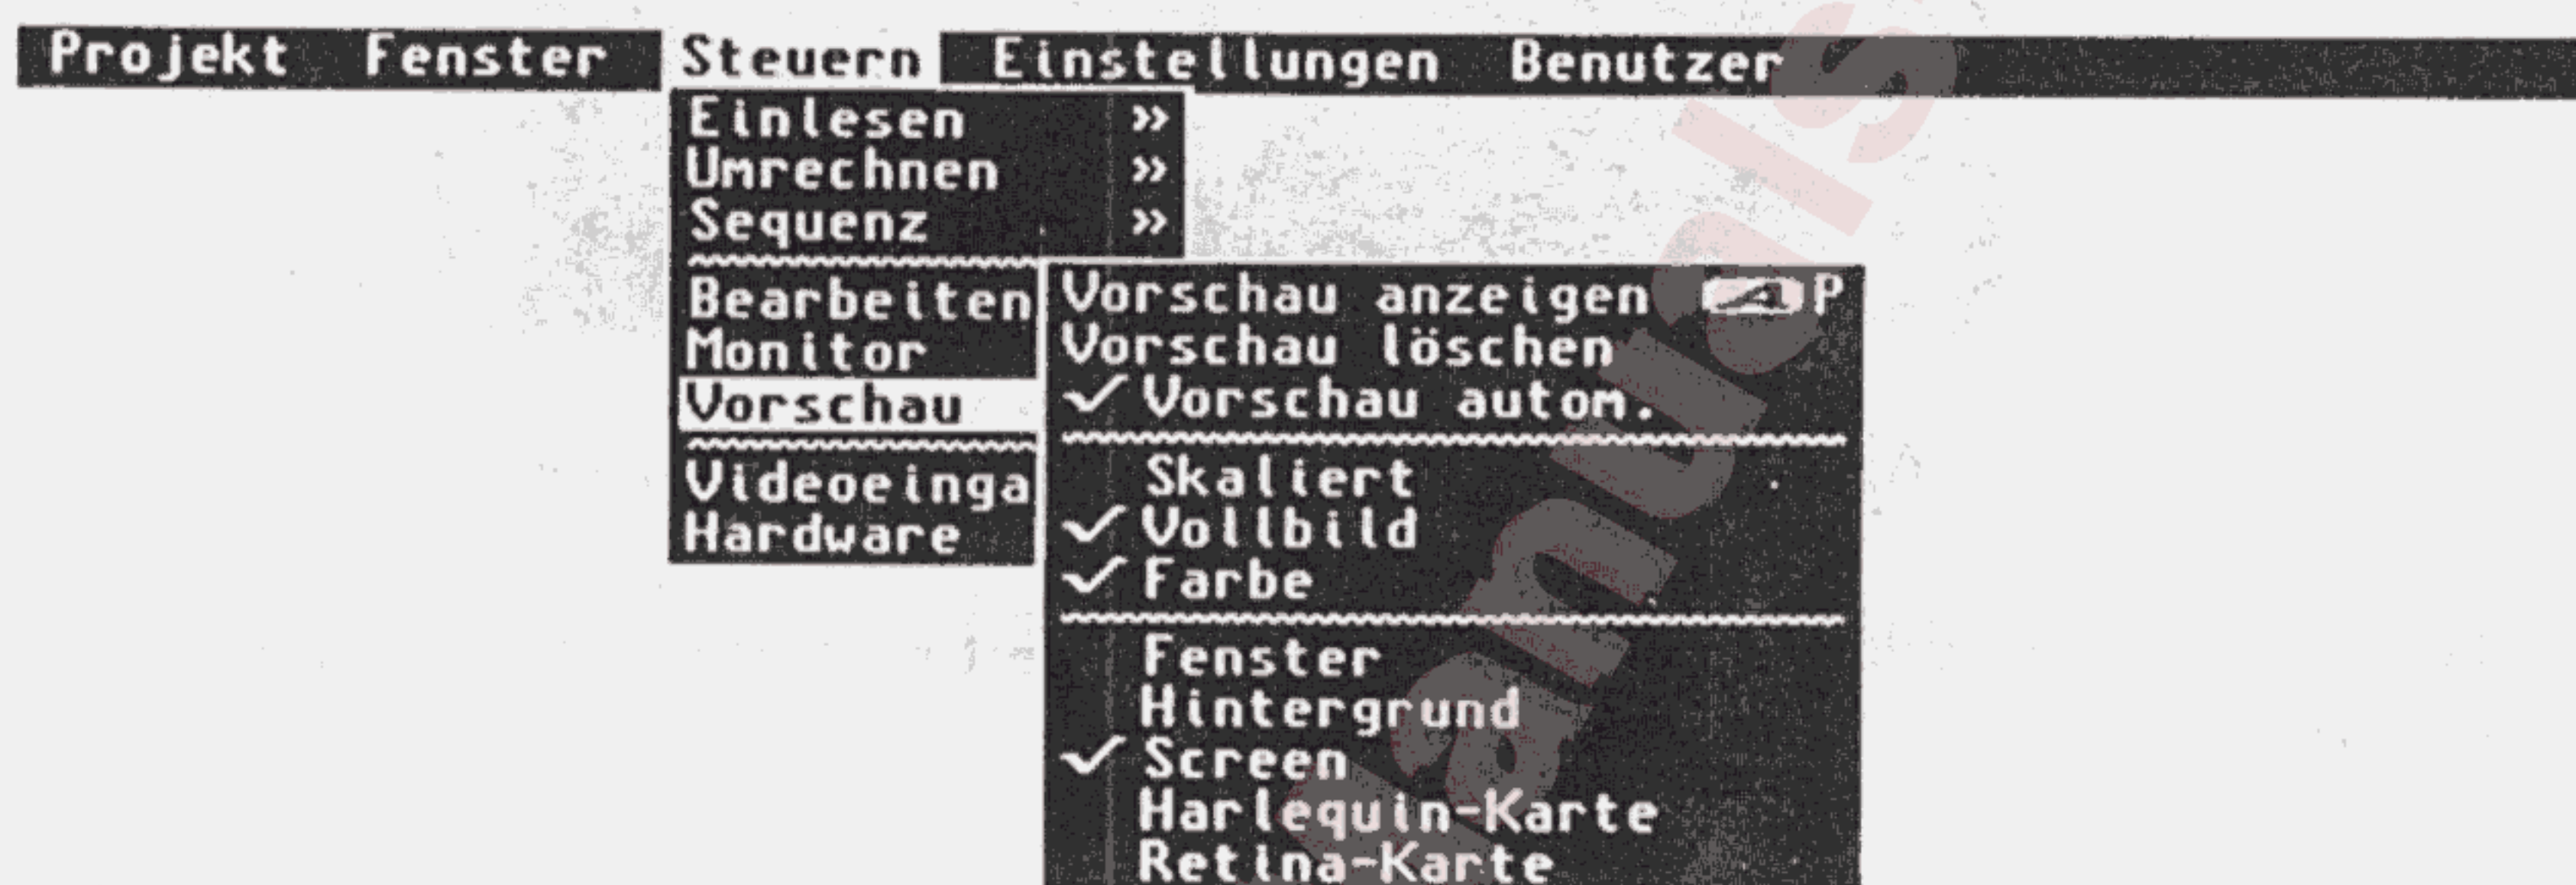 Projekt Fenster Steuern Einstellungen Benutzer
Einlesen »
Umrechnen »
Sequenz »
Bearbeiten
Monitor
Vorschau
Videoeinga
Hardware
Vorschau anzeigen A P
Vorschau löschen
✓ Vorschau autom.
Skaliert
✓ Vollbild
✓ Farbe
Fenster
Hintergrund
✓ Screen
Harlequin-Karte
Retina-Karte